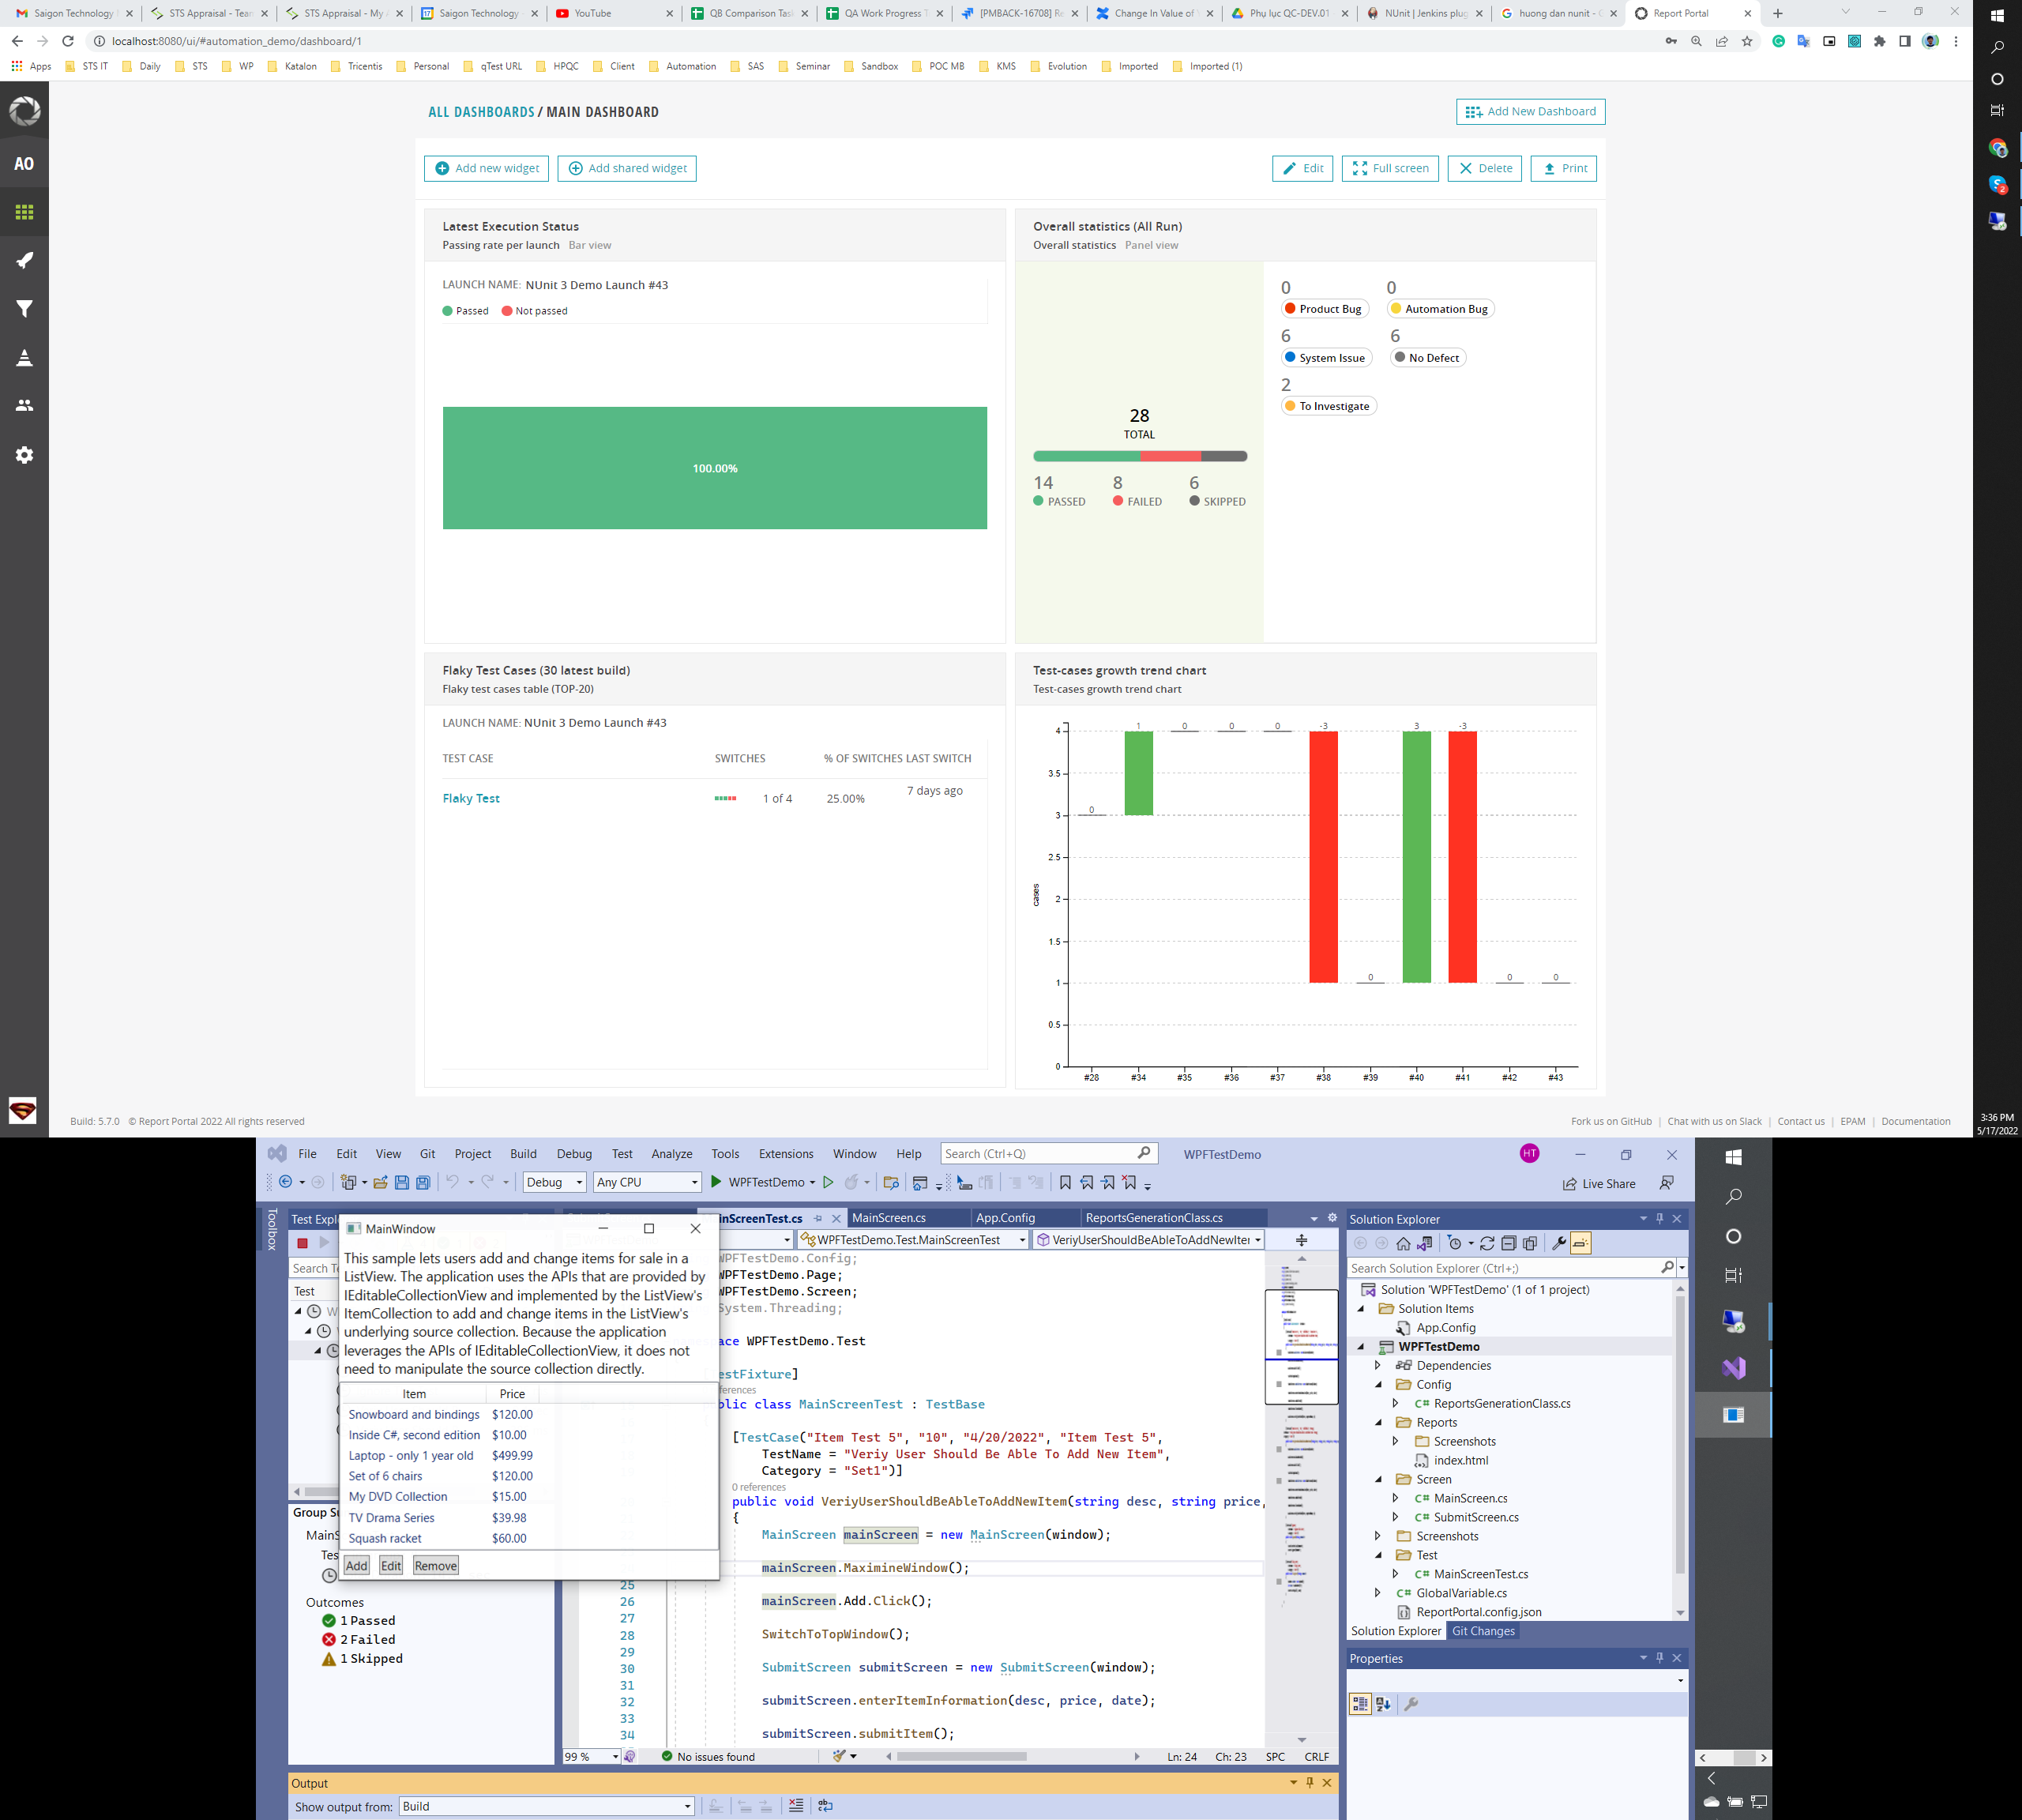 Saigon Technology
STS Appraisal - Tean
STS Appraisal - My A
Saigon Technology
YouTube
QB Comparison Tas
QA Work Progress T
[PMBACK-16708] Re
Change In Value of
Phụ lục QC-DEV.01
NUnit | Jenkins plug
huong dan nunit -
Report Portal
localhost:8080/ui/#automation_demo/dashboard/1
Apps
STS IT
Daily
STS
WP
Katalon
Tricentis
Personal
qTest URL
HPQC
Client
Automation
SAS
Seminar
Sandbox
POC MB
KMS
Evolution
Imported
Imported (1)
AO
ALL DASHBOARDS / MAIN DASHBOARD
Add New Dashboard
Add new widget
Add shared widget
Edit
Full screen
Delete
Print
Latest Execution Status
Passing rate per launch Bar view
LAUNCH NAME: NUnit 3 Demo Launch #43
Passed
Not passed
100.00%
Overall statistics (All Run)
Overall statistics Panel view
28
TOTAL
14
PASSED
8
FAILED
6
SKIPPED
0
Product Bug
0
Automation Bug
6
System Issue
6
No Defect
2
To Investigate
Flaky Test Cases (30 latest build)
Flaky test cases table (TOP-20)
LAUNCH NAME: NUnit 3 Demo Launch #43
TEST CASE SWITCHES % OF SWITCHES LAST SWITCH
Flaky Test 1 of 4 25.00% 7 days ago
Test-cases growth trend chart
Test-cases growth trend chart
cases
4
3.5
3
2.5
2
1.5
1
0.5
0
0 1 0 0 0 -3 0 3 -3 0 0
#28 #34 #35 #36 #37 #38 #39 #40 #41 #42 #43
Build: 5.7.0 © Report Portal 2022 All rights reserved
Fork us on GitHub | Chat with us on Slack | Contact us | EPAM | Documentation
2
3:36 PM
5/17/2022
File Edit View Git Project Build Debug Test Analyze Tools Extensions Window Help
Search (Ctrl+Q)
WPFTestDemo
HT
Debug
Any CPU
WPFTestDemo
Live Share
Toolbox
Test Expl
Search T
Test
Group Su
MainS
Tes
Outcomes
1 Passed
2 Failed
1 Skipped
MainWindow
This sample lets users add and change items for sale in a
ListView. The application uses the APIs that are provided by
IEditableCollectionView and implemented by the ListView's
ItemCollection to add and change items in the ListView's
underlying source collection. Because the application
leverages the APIs of IEditableCollectionView, it does not
need to manipulate the source collection directly.
Item Price
Snowboard and bindings $120.00
Inside C#, second edition $10.00
Laptop - only 1 year old $499.99
Set of 6 chairs $120.00
My DVD Collection $15.00
TV Drama Series $39.98
Squash racket $60.00
Add Edit Remove
nScreenTest.cs
MainScreen.cs
App.Config
ReportsGenerationClass.cs
WPFTestDemo.Test.MainScreenTest
VeriyUserShouldBeAbleToAddNewIter
WPFTestDemo.Config;
WPFTestDemo.Page;
WPFTestDemo.Screen;
System.Threading;
ace WPFTestDemo.Test
estFixture]
ferences
blic class MainScreenTest : TestBase
[TestCase("Item Test 5", "10", "4/20/2022", "Item Test 5",
TestName = "Veriy User Should Be Able To Add New Item",
Category = "Set1")]
0 references
public void VeriyUserShouldBeAbleToAddNewItem(string desc, string price,
{
MainScreen mainScreen = new MainScreen(window);
mainScreen.MaximineWindow();
25
26 mainScreen.Add.Click();
27
28 SwitchToTopWindow();
29
30 SubmitScreen submitScreen = new SubmitScreen(window);
31
32 submitScreen.enterItemInformation(desc, price, date);
33
34 submitScreen.submitItem();
99 %
No issues found
Ln: 24 Ch: 23 SPC CRLF
Output
Show output from: Build
Solution Explorer
Search Solution Explorer (Ctrl+;)
Solution 'WPFTestDemo' (1 of 1 project)
Solution Items
App.Config
WPFTestDemo
Dependencies
Config
C# ReportsGenerationClass.cs
Reports
Screenshots
index.html
Screen
C# MainScreen.cs
C# SubmitScreen.cs
Screenshots
Test
C# MainScreenTest.cs
C# GlobalVariable.cs
ReportPortal.config.json
Solution Explorer Git Changes
Properties